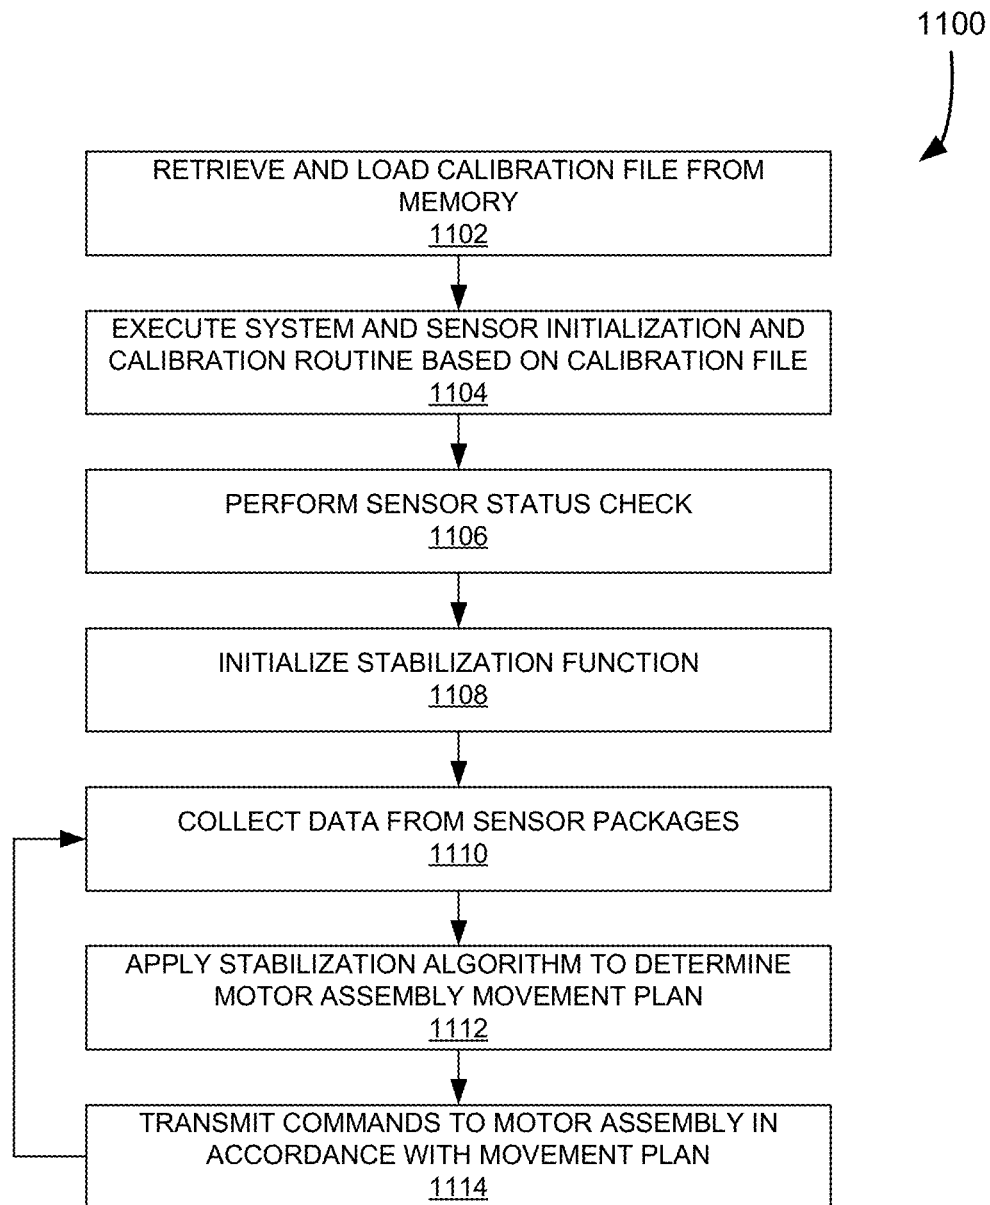 1100
RETRIEVE AND LOAD CALIBRATION FILE FROM
MEMORY
1102
EXECUTE SYSTEM AND SENSOR INITIALIZATION AND
CALIBRATION ROUTINE BASED ON CALIBRATION FILE
1104
PERFORM SENSOR STATUS CHECK
1106
INITIALIZE STABILIZATION FUNCTION
1108
COLLECT DATA FROM SENSOR PACKAGES
1110
APPLY STABILIZATION ALGORITHM TO DETERMINE
MOTOR ASSEMBLY MOVEMENT PLAN
1112
TRANSMIT COMMANDS TO MOTOR ASSEMBLY IN
ACCORDANCE WITH MOVEMENT PLAN
1114